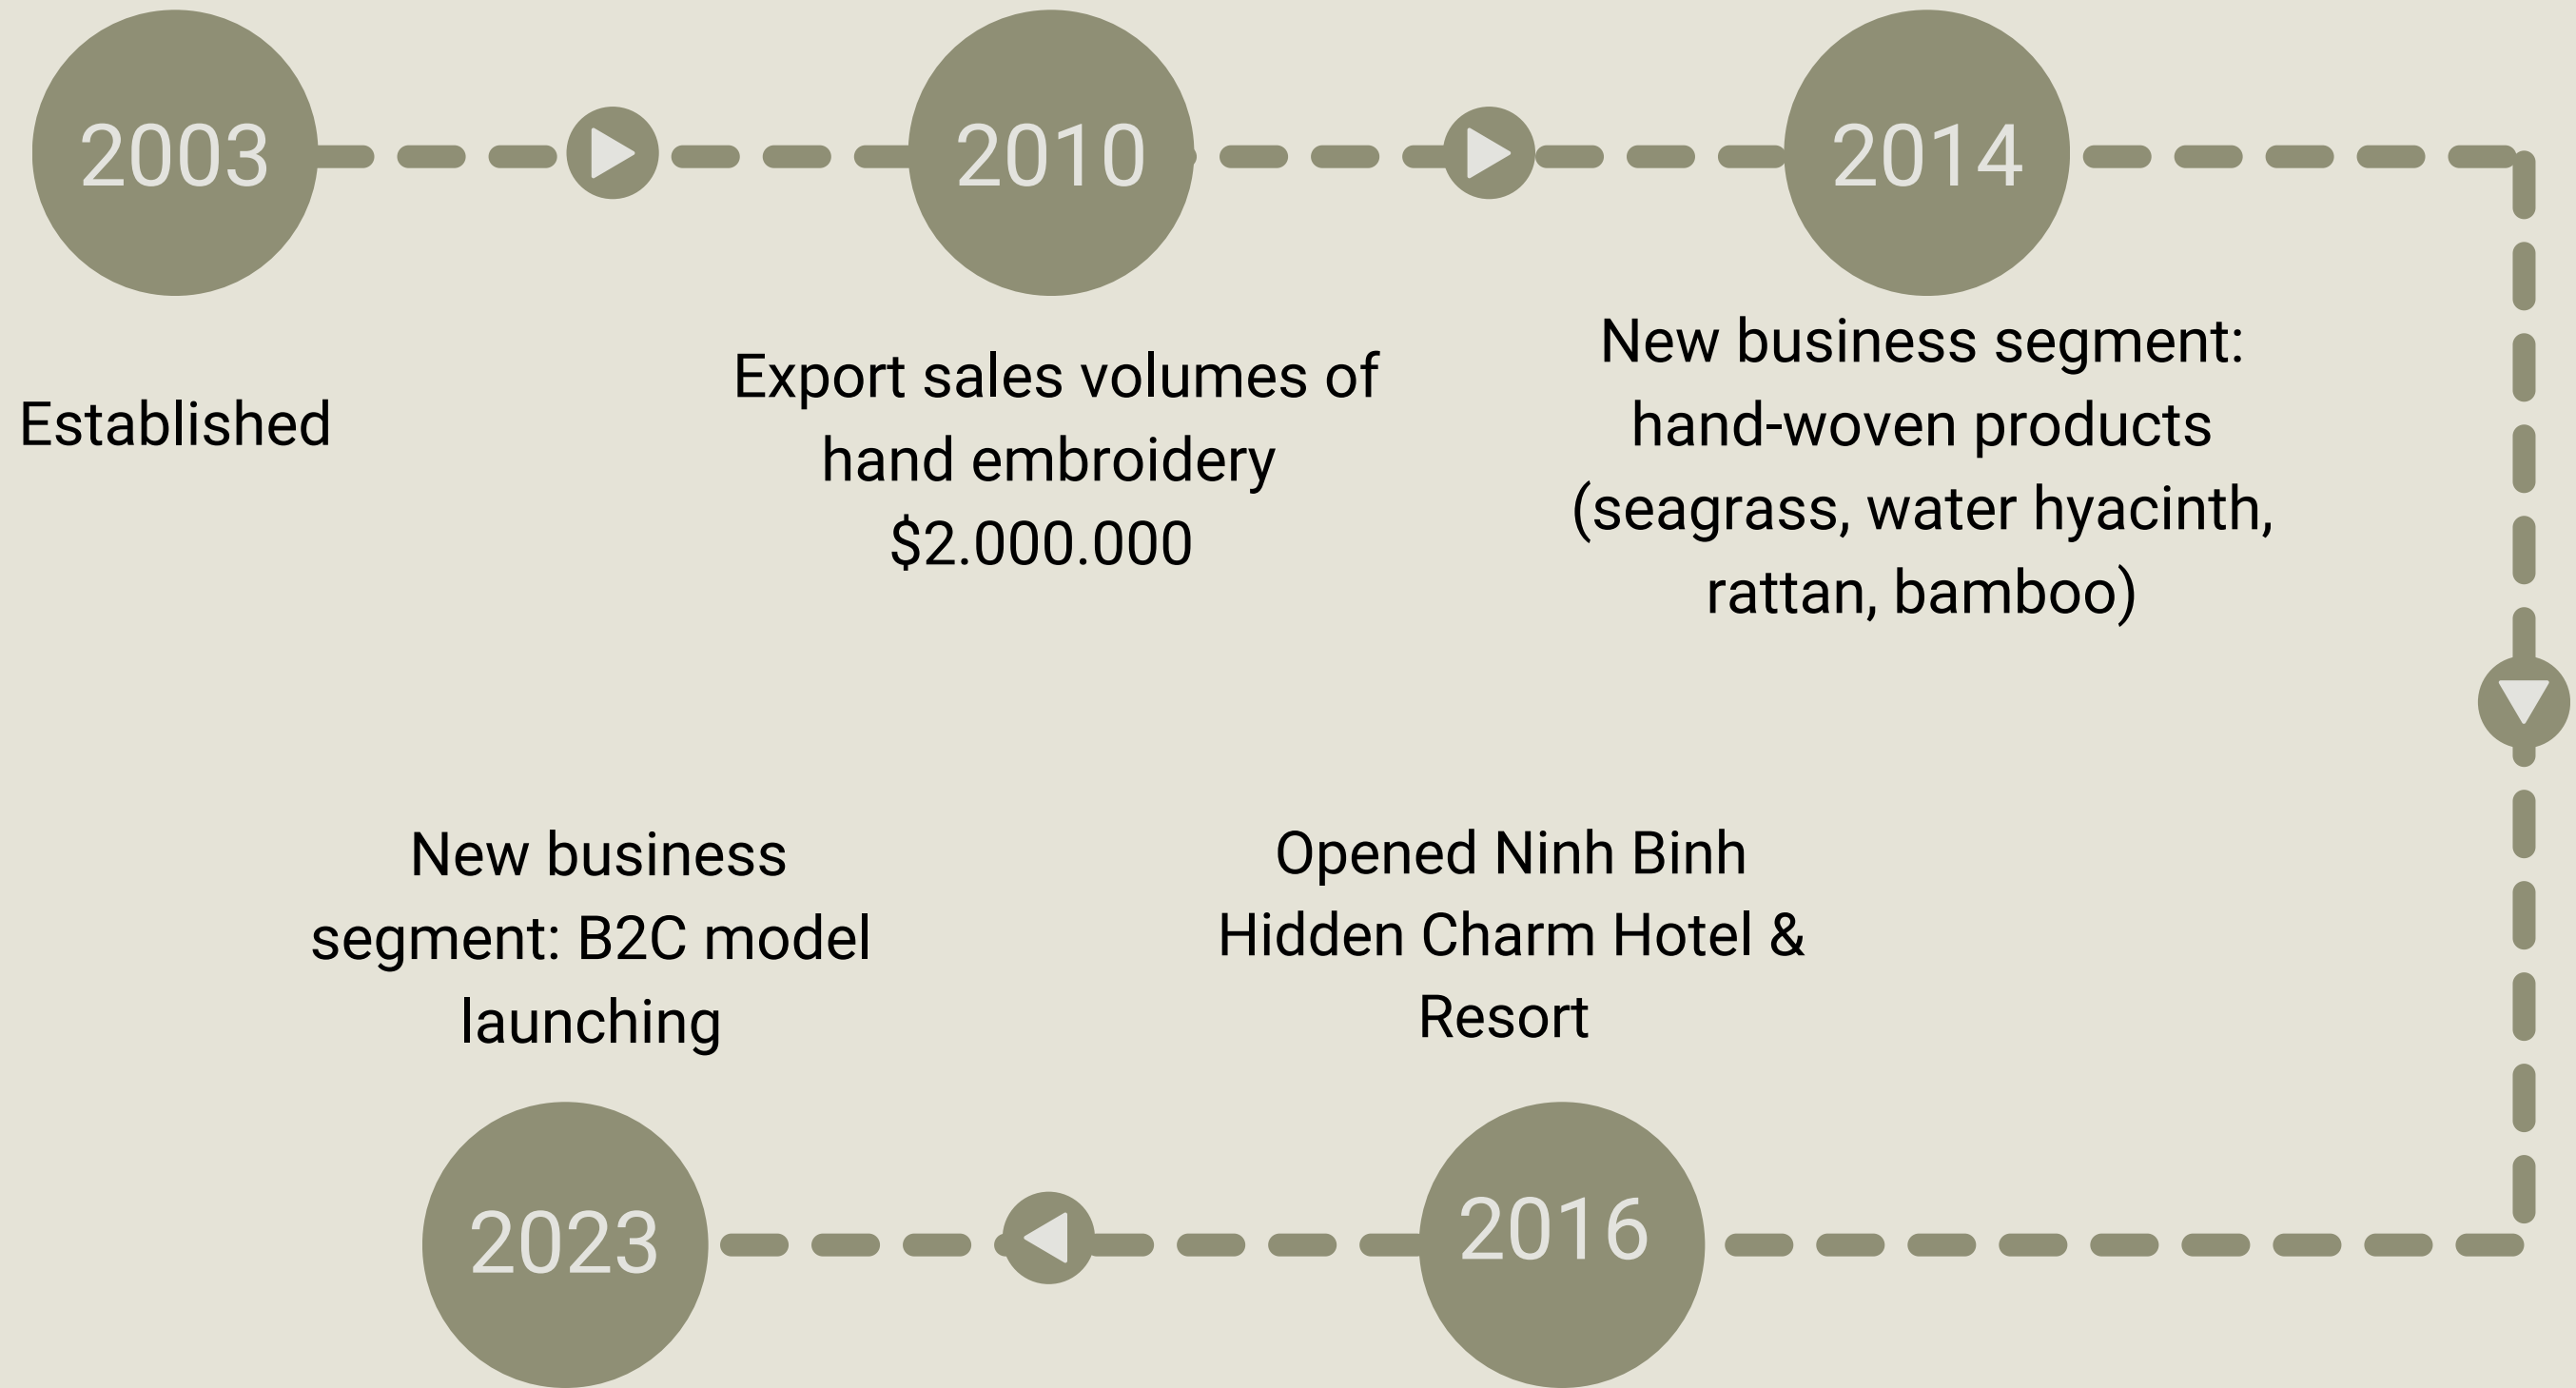 2003
Established
2010
Export sales volumes of
hand embroidery
$2.000.000
2014
New business segment:
hand-woven products
(seagrass, water hyacinth,
rattan, bamboo)
Opened Ninh Binh
Hidden Charm Hotel &
Resort
2016
New business
segment: B2C model
launching
2023